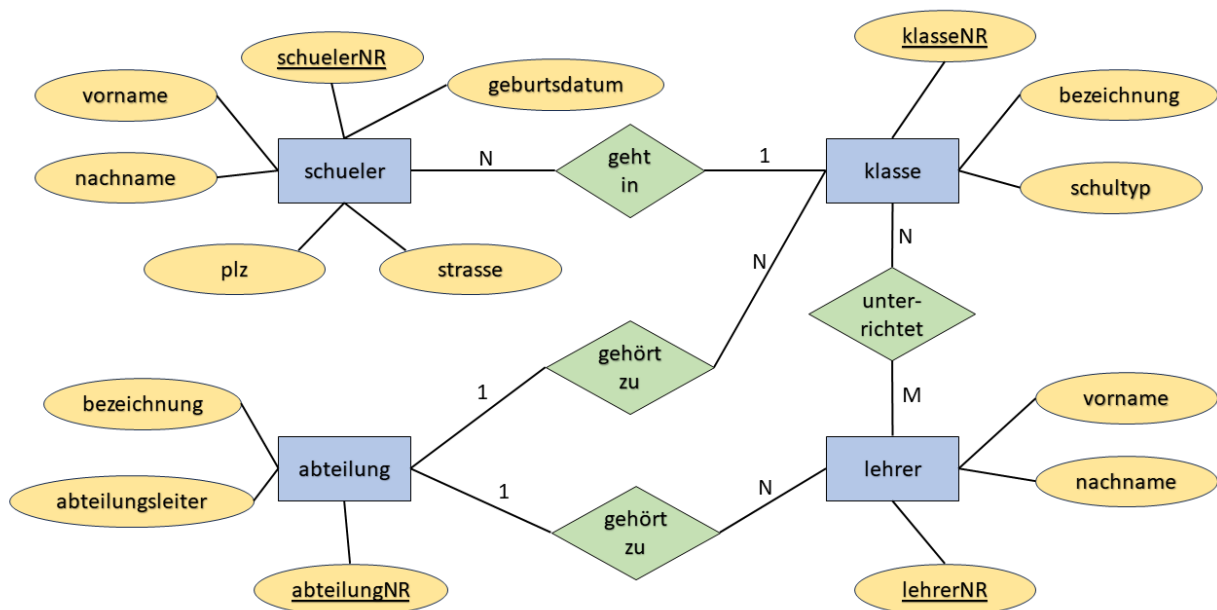 schuelerNR
klasseNR
geburtsdatum
vorname
bezeichnung
nachname
schueler
N
geht
in
1
klasse
schultyp
plz
strasse
N
N
unter-
richtet
gehört
zu
1
M
bezeichnung
vorname
abteilung
lehrer
abteilungsleiter
1
N
nachname
gehört
zu
abteilungNR
lehrerNR